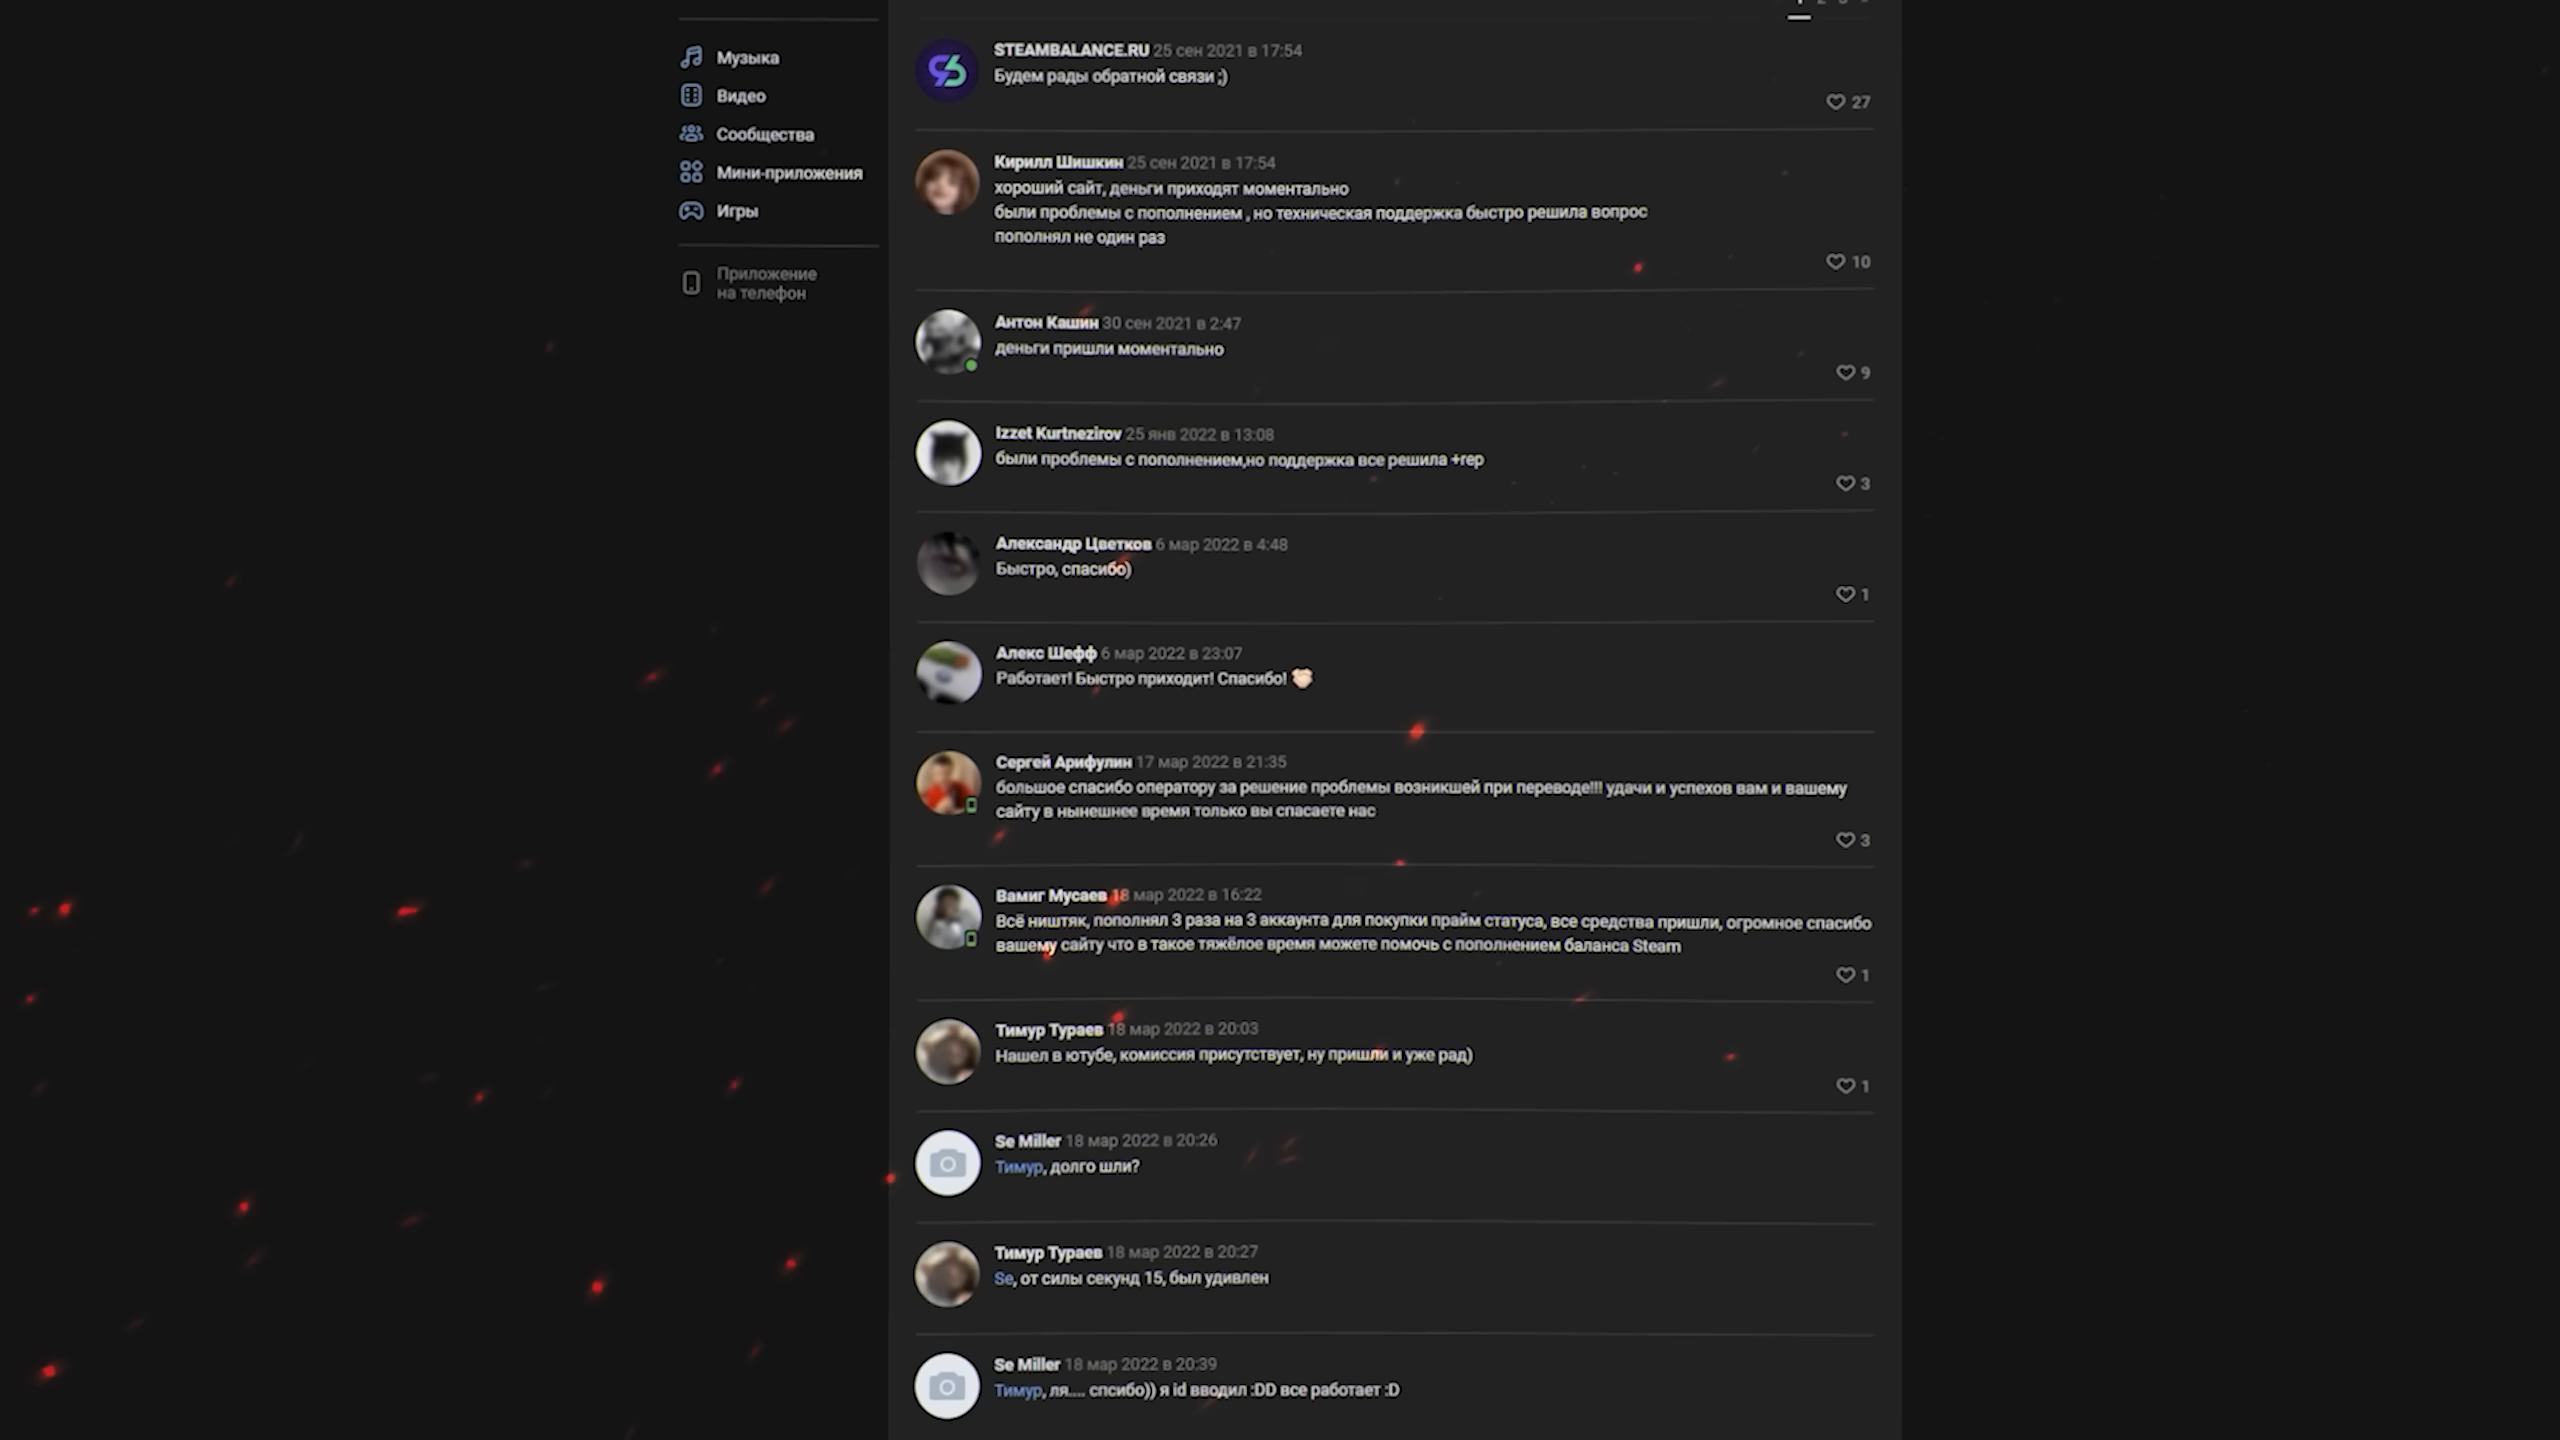 Музыка
Видео
Сообщества
Мини-приложения
Игры
Приложение
на телефон
STEAMBALANCE.RU 25 сен 2021 в 17:54
Будем рады обратной связи ;)
27
Кирилл Шишкин 25 сен 2021 в 17:54
хороший сайт, деньги приходят моментально
были проблемы с пополнением , но техническая поддержка быстро решила вопрос
пополнял не один раз
10
Антон Кашин 30 сен 2021 в 2:47
деньги пришли моментально
9
Izzet Kurtnezirov 25 янв 2022 в 13:08
были проблемы с пополнением,но поддержка все решила +rep
3
Александр Цветков 6 мар 2022 в 4:48
Быстро, спасибо)
1
Алекс Шефф 6 мар 2022 в 23:07
Работает! Быстро приходит! Спасибо!
Сергей Арифулин 17 мар 2022 в 21:35
большое спасибо оператору за решение проблемы возникшей при переводе!!! удачи и успехов вам и вашему
сайту в нынешнее время только вы спасаете нас
3
Вамиг Мусаев 18 мар 2022 в 16:22
Всё ништяк, пополнял 3 раза на 3 аккаунта для покупки прайм статуса, все средства пришли, огромное спасибо
вашему сайту что в такое тяжёлое время можете помочь с пополнением баланса Steam
1
Тимур Тураев 18 мар 2022 в 20:03
Нашел в ютубе, комиссия присутствует, ну пришли и уже рад)
1
Se Miller 18 мар 2022 в 20:26
Тимур, долго шли?
Тимур Тураев 18 мар 2022 в 20:27
Se, от силы секунд 15, был удивлен
Se Miller 18 мар 2022 в 20:39
Тимур, ля.... спсибо)) я id вводил :DD все работает :D